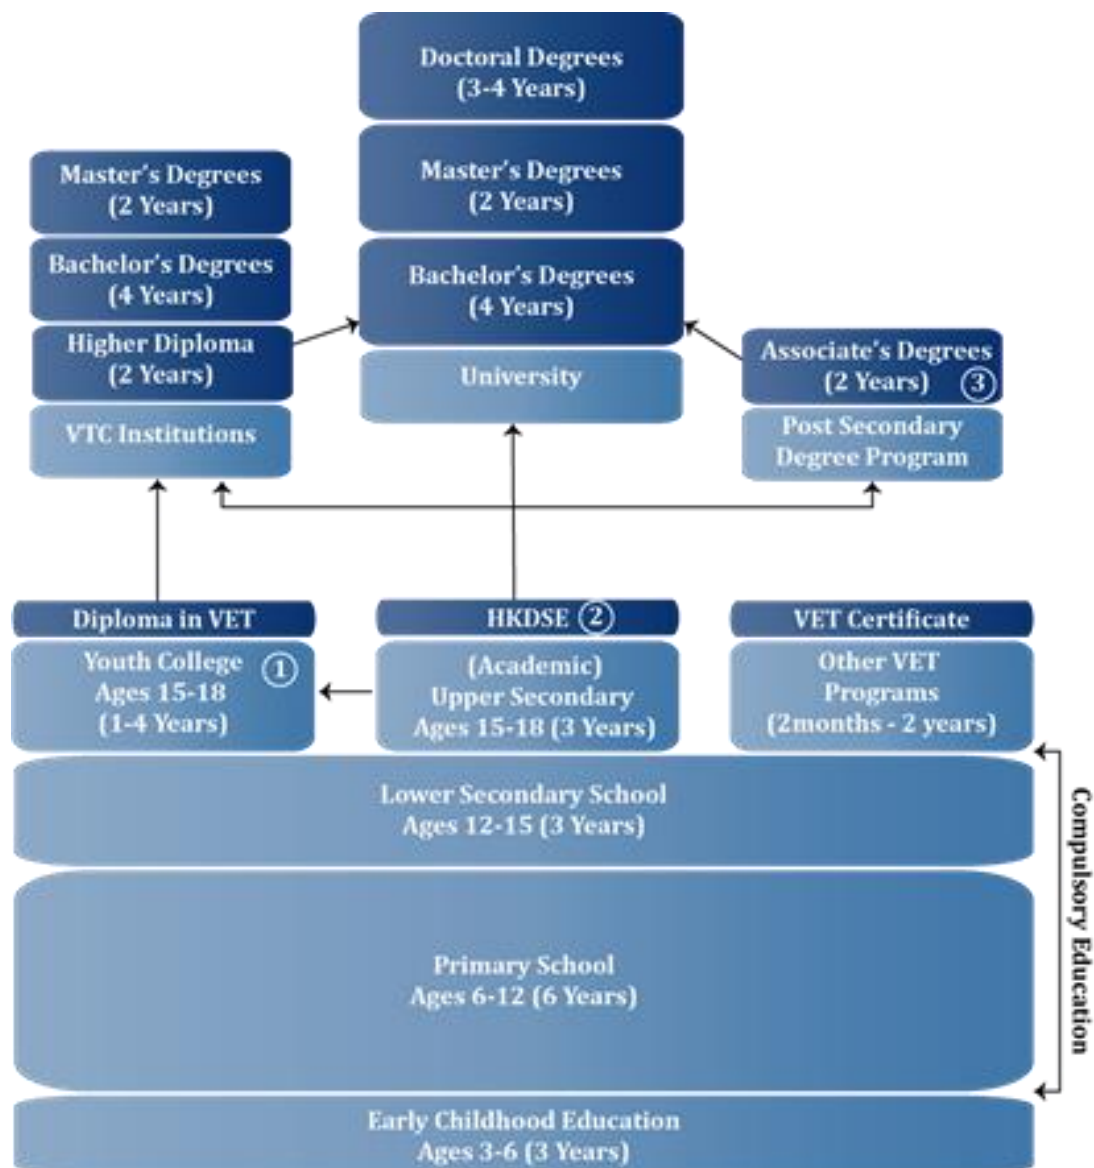 Doctoral Degrees
(3-4 Years)
Master's Degrees
(2 Years)
Master's Degrees
(2 Years)
Bachelor's Degrees
(4 Years)
Bachelor's Degrees
(4 Years)
Higher Diploma
(2 Years)
Associate's Degrees
(2 Years) 3
University
VTC Institutions
Post Secondary
Degree Program
Diploma in VET
HKDSE 2
VET Certificate
Youth College 1
Ages 15-18
(1-4 Years)
(Academic)
Upper Secondary
Ages 15-18 (3 Years)
Other VET
Programs
(2months - 2 years)
Lower Secondary School
Ages 12-15 (3 Years)
Compulsory Education
Primary School
Ages 6-12 (6 Years)
Early Childhood Education
Ages 3-6 (3 Years)